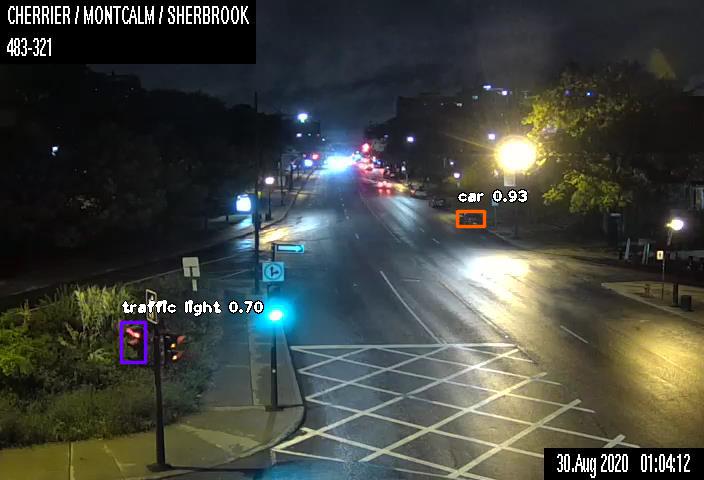 CHERRIER / MONTCALM / SHERBROOK
483-321
car 0.93
traffic light 0.70
30.Aug 2020 01:04:12